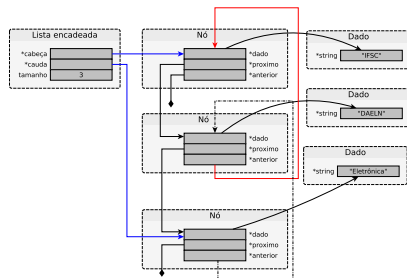 Lista encadeada
*cabeça
*cauda
tamanho 3
Nó
*dado
*proximo
*anterior
Dado
*string "IFSC"
Nó
*dado
*proximo
*anterior
Dado
*string "DAELN"
Dado
*string "Eletrônica"
Nó
*dado
*proximo
*anterior